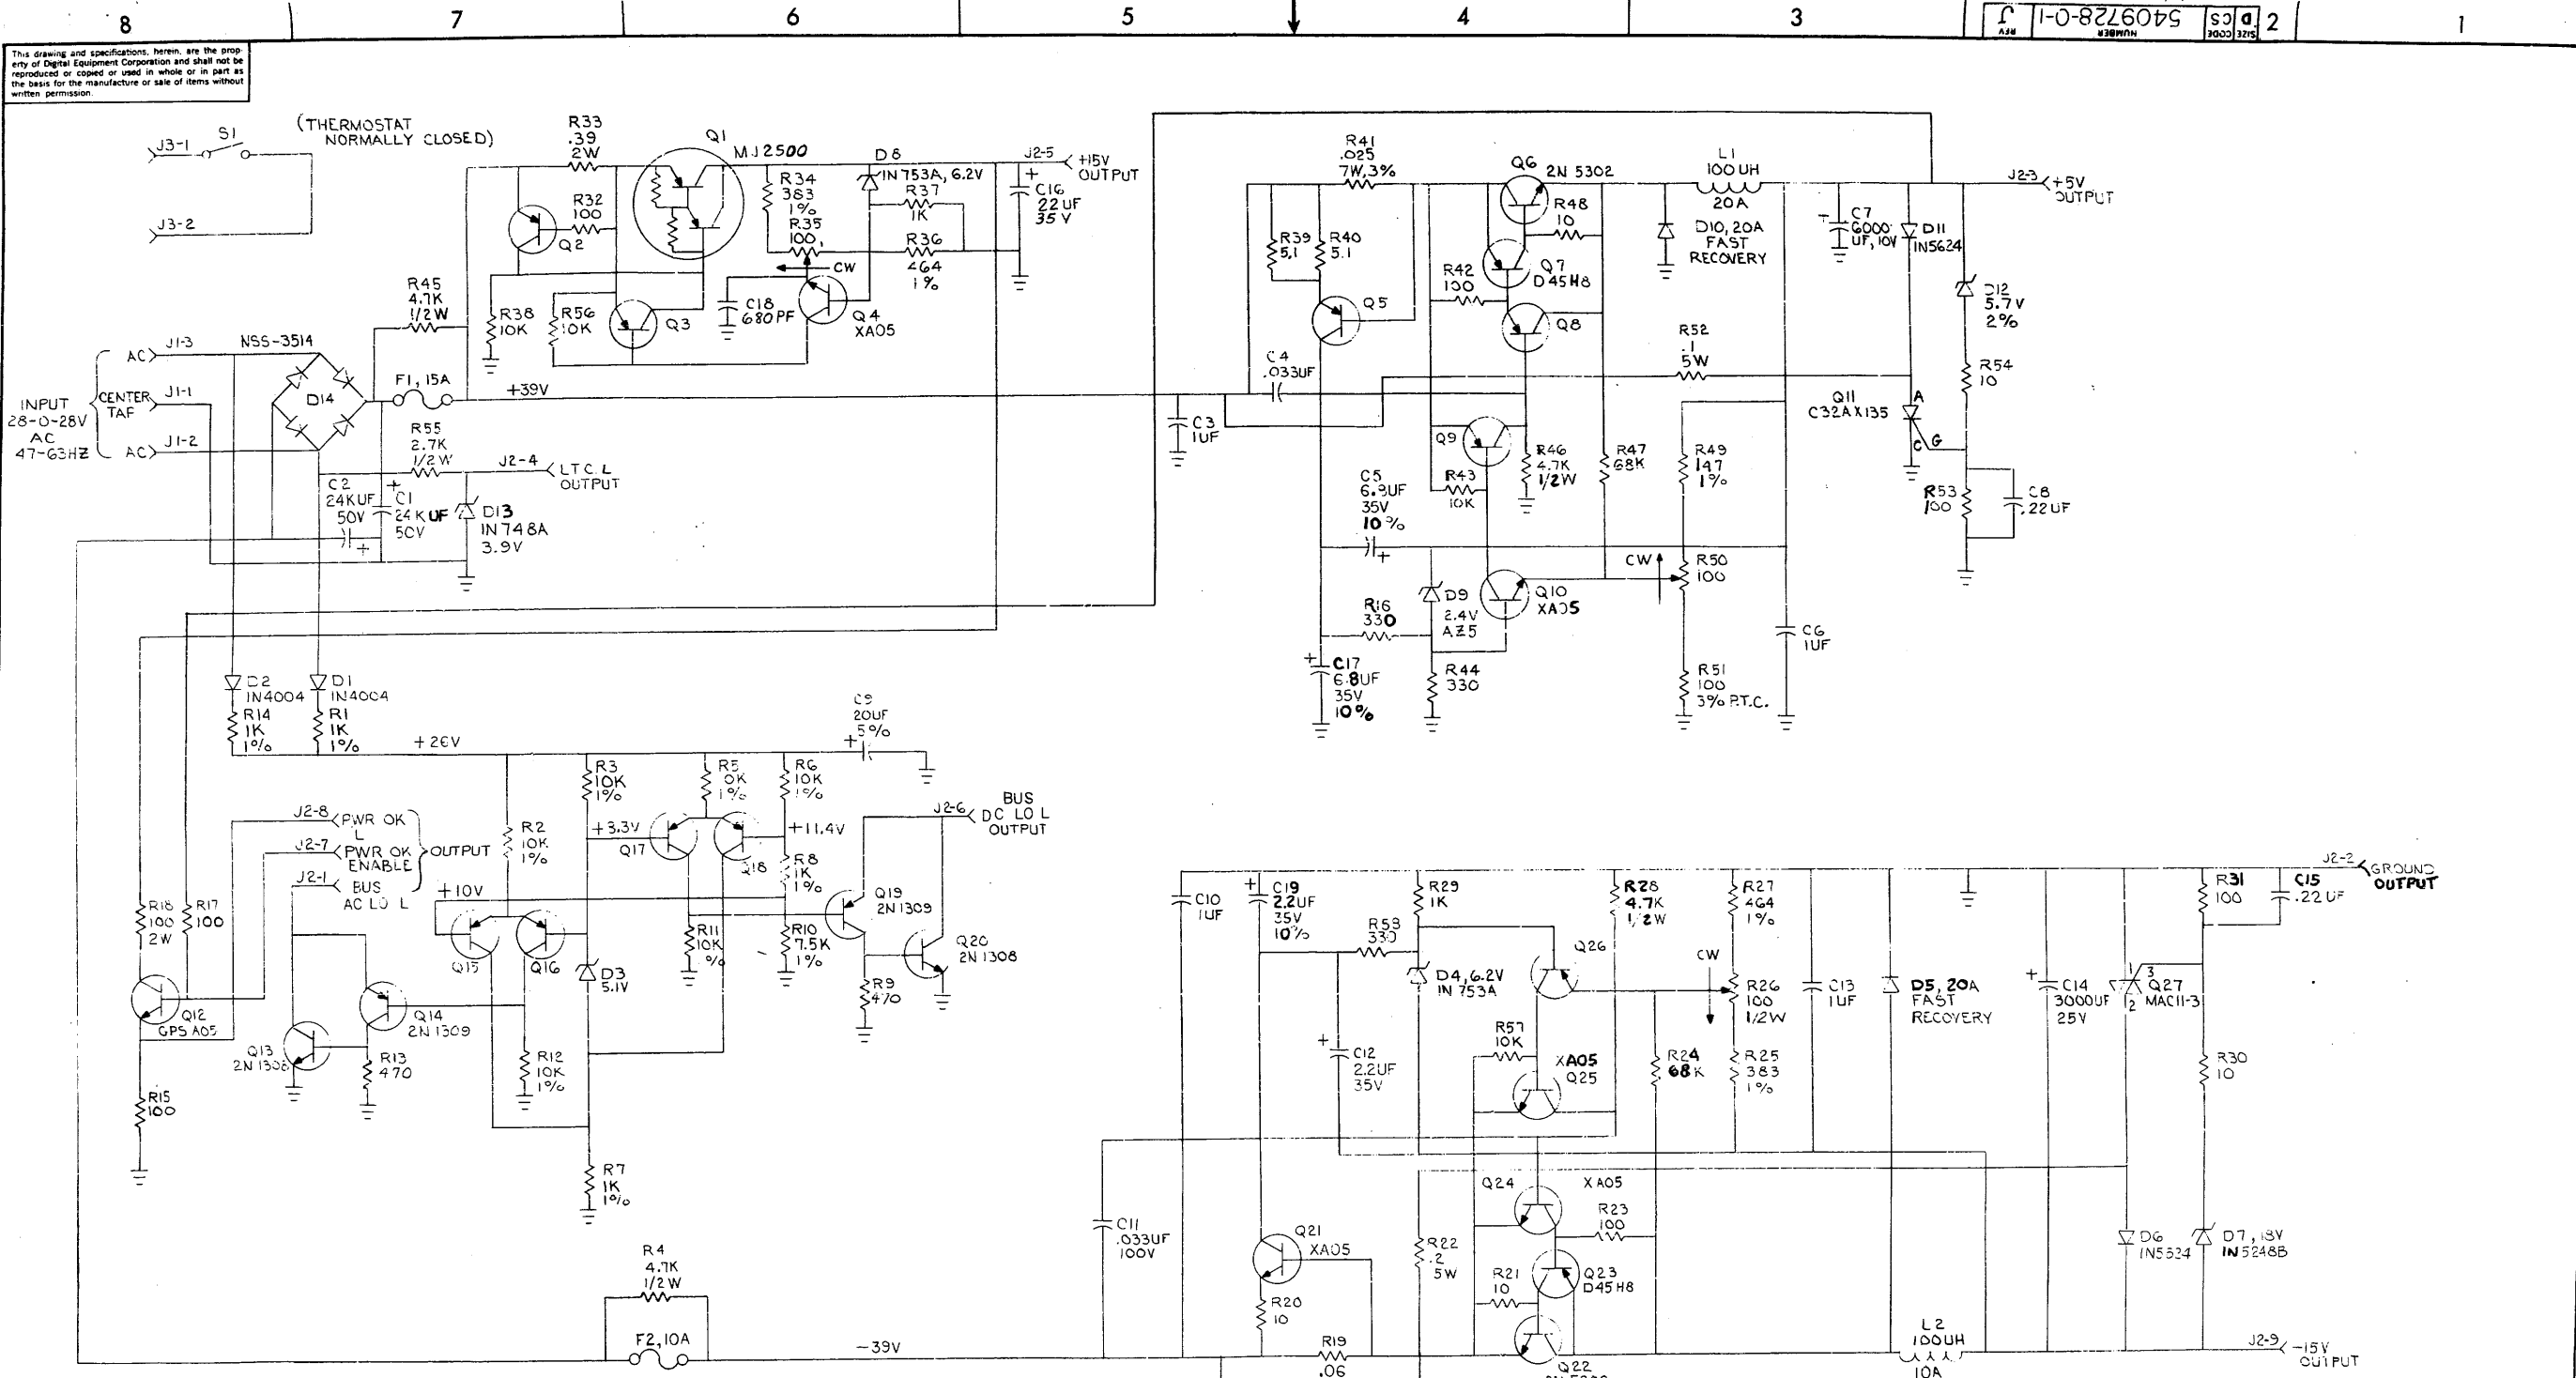 8
7
6
5
4
3
2
1
SIZE CODE NUMBER REV
D CS 5409728-0-1 J
This drawing and specifications, herein, are the prop-
erty of Digital Equipment Corporation and shall not be
reproduced or copied or used in whole or in part as
the basis for the manufacture or sale of items without
written permission.
J3-1
S1
(THERMOSTAT
NORMALLY CLOSED)
J3-2
R33
.39
2W
Q1
MJ2500
R32
100
Q2
R34
383
1%
R35
100
CW
D8
IN753A, 6.2V
R37
1K
R36
464
1%
J2-5
+15V
OUTPUT
+
C16
22UF
35V
R45
4.7K
1/2W
R38
10K
R56
10K
Q3
C18
680PF
Q4
XA05
INPUT
28-0-28V
AC
47-63HZ
AC
J1-3
CENTER
TAF
J1-1
AC
J1-2
NSS-3514
D14
F1, 15A
+39V
R55
2.7K
1/2W
J2-4
LTC L
OUTPUT
C2
24KUF
50V
+
+
C1
24KUF
50V
D13
IN748A
3.9V
R41
.025
7W,3%
Q6
2N5302
R48
10
L1
100UH
20A
J2-3
+5V
OUTPUT
R39
5.1
R40
5.1
Q5
R42
100
Q7
D45H8
Q8
D10, 20A
FAST
RECOVERY
+
C7
6000
UF, 10V
D11
IN5624
D12
5.7V
2%
R52
.1
5W
R54
10
C4
.033UF
C3
1UF
Q11
C32AX135
A
C
G
Q9
R43
10K
R46
4.7K
1/2W
R47
68K
R49
147
1%
R53
100
C8
.22UF
C5
6.8UF
35V
10%
+
CW
R50
100
D9
2.4V
AZ5
Q10
XA05
R16
330
+
C17
6.8UF
35V
10%
R44
330
R51
100
3% P.T.C.
C6
1UF
D2
IN4004
D1
IN4004
R14
1K
1%
R1
1K
1%
+26V
C9
20UF
5%
+
R3
10K
1%
R5
10K
1%
R6
10K
1%
J2-8
PWR OK
L
J2-7
PWR OK
ENABLE
OUTPUT
J2-1
BUS
AC LO L
R2
10K
1%
+3.3V
Q17
Q18
+11.4V
R8
1K
1%
J2-6
BUS
DC LO L
OUTPUT
+10V
R18
100
2W
R17
100
Q15
Q16
D3
5.1V
R11
10K
1%
R10
7.5K
1%
Q19
2N1309
Q20
2N1308
R9
470
Q12
GPSA05
Q13
2N1308
Q14
2N1309
R13
470
R12
10K
1%
R15
100
R7
1K
1%
R4
4.7K
1/2W
F2, 10A
-39V
C10
1UF
+
C19
2.2UF
35V
10%
R29
1K
R58
330
D4, 6.2V
IN753A
Q26
R28
4.7K
1/2W
R27
464
1%
CW
R26
100
1/2W
C13
1UF
D5, 20A
FAST
RECOVERY
+
C14
3000UF
25V
1
3
2
Q27
MAC11-3
R31
100
C15
.22UF
J2-2
GROUND
OUTPUT
+
C12
2.2UF
35V
R57
10K
XA05
Q25
R24
68K
R25
383
1%
R30
10
C11
.033UF
100V
Q21
XA05
R20
10
R22
.2
5W
Q24
XA05
R23
100
R21
10
Q23
D45H8
D6
IN5624
D7, 18V
IN5248B
R19
.06
Q22
L2
100UH
10A
J2-9
-15V
OUTPUT